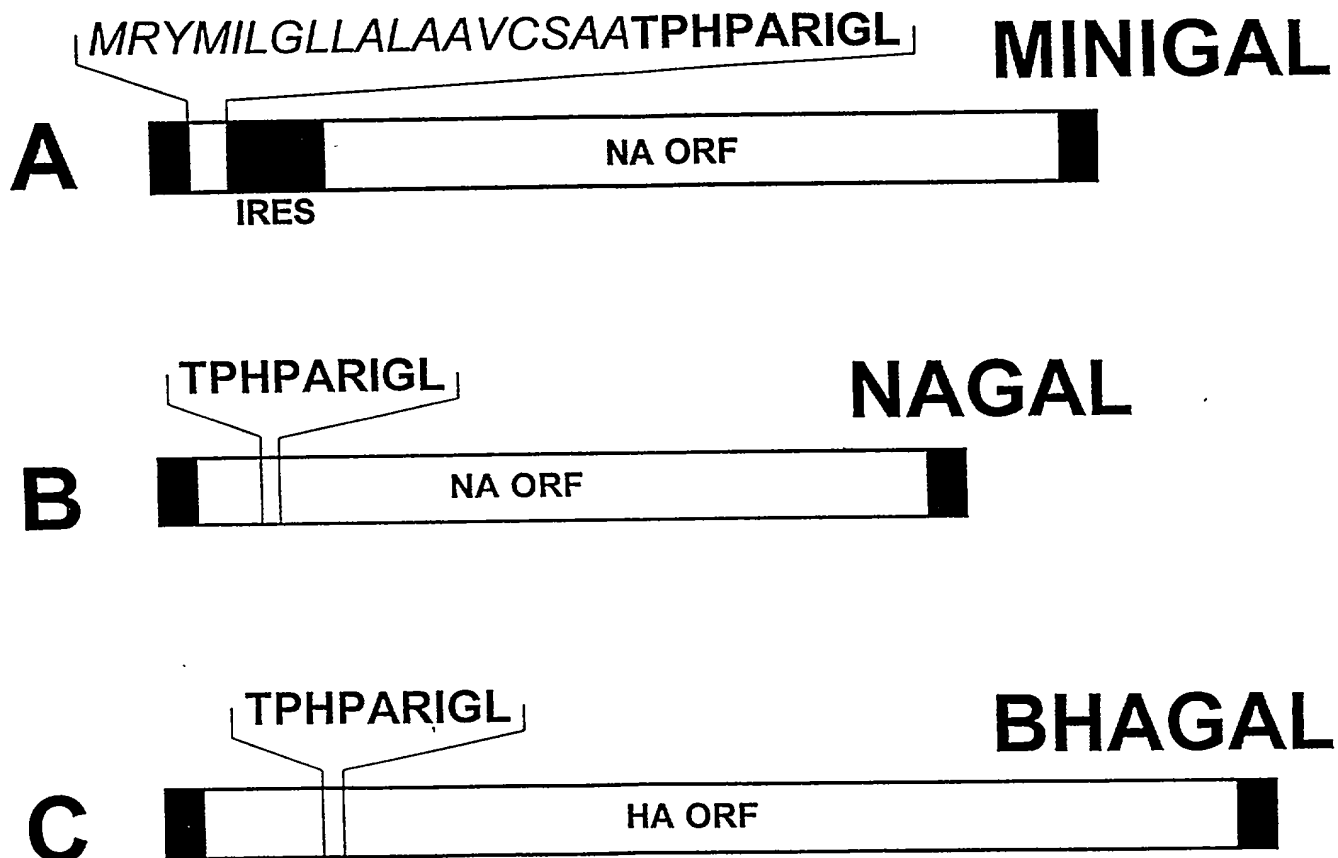 MRYMILGLLALAAVCSAATPHPARIGL
MINIGAL
A
NA ORF
IRES
TPHPARIGL
NAGAL
B
NA ORF
TPHPARIGL
BHAGAL
C
HA ORF